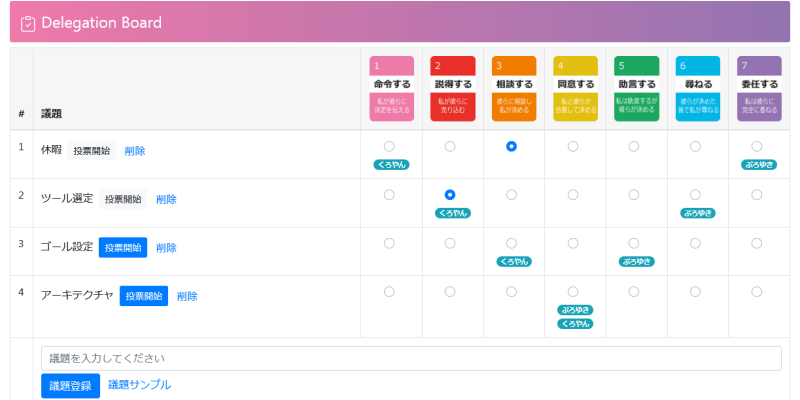 Delegation Board
1
2
3
4
5
6
7
命令する
説得する
相談する
同意する
助言する
尋ねる
委任する
私が彼らに
決定を伝える
私が彼らに
売り込む
彼らに相談し
私が決める
私と彼らが
合意して決める
私は助言するが
彼らが決める
彼らが決めた
後で私が尋ねる
私は彼らに
完全に委ねる
# 議題
1 休暇 投票開始 削除
くろやん ぷろゆき
2 ツール選定 投票開始 削除
くろやん ぷろゆき
3 ゴール設定 投票開始 削除
くろやん ぷろゆき
4 アーキテクチャ 投票開始 削除
ぷろゆき
くろやん
議題を入力してください
議題登録 議題サンプル